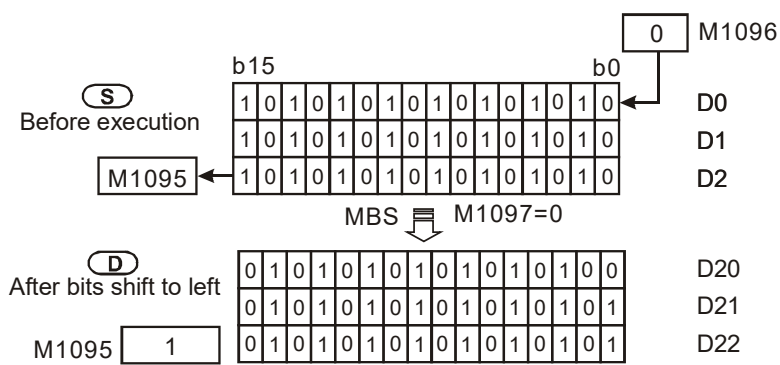 0 M1096
b15 b0
S
1 0 1 0 1 0 1 0 1 0 1 0 1 0 1 0 D0
Before execution
1 0 1 0 1 0 1 0 1 0 1 0 1 0 1 0 D1
M1095 1 0 1 0 1 0 1 0 1 0 1 0 1 0 1 0 D2
MBS M1097=0
D
0 1 0 1 0 1 0 1 0 1 0 1 0 1 0 0 D20
After bits shift to left
0 1 0 1 0 1 0 1 0 1 0 1 0 1 0 1 D21
M1095 1 0 1 0 1 0 1 0 1 0 1 0 1 0 1 0 1 D22